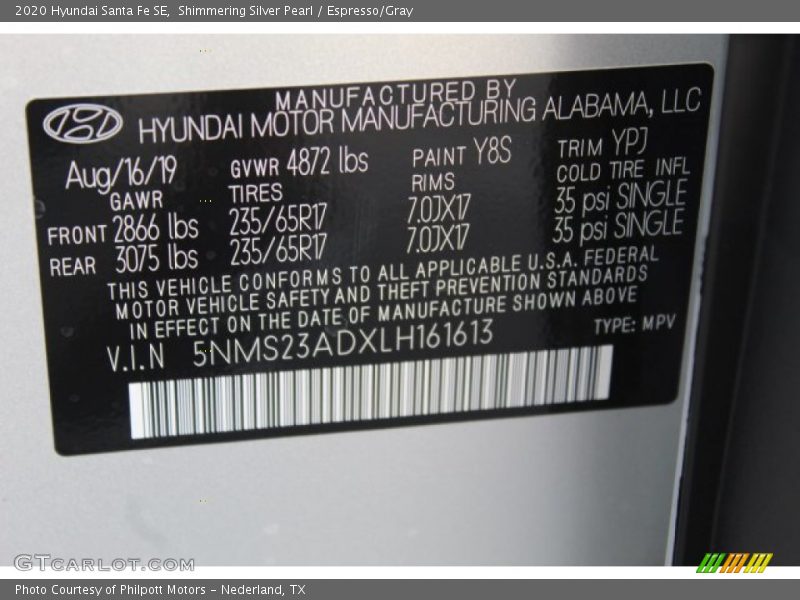 2020 Hyundai Santa Fe SE,  Shimmering Silver Pearl / Espresso/Gray
MANUFACTURED BY
HYUNDAI MOTOR MANUFACTURING ALABAMA, LLC
Aug/16/19 GVWR 4872 lbs PAINT Y8S TRIM YPJ
GAWR TIRES RIMS COLD TIRE INFL
FRONT 2866 lbs 235/65R17 7.0JX17 35 psi SINGLE
REAR 3075 lbs 235/65R17 7.0JX17 35 psi SINGLE
THIS VEHICLE CONFORMS TO ALL APPLICABLE U.S.A. FEDERAL
MOTOR VEHICLE SAFETY AND THEFT PREVENTION STANDARDS
IN EFFECT ON THE DATE OF MANUFACTURE SHOWN ABOVE
V.I.N 5NMS23ADXLH161613 TYPE: MPV
GTCARLOT.COM
Photo Courtesy of Philpott Motors - Nederland, TX